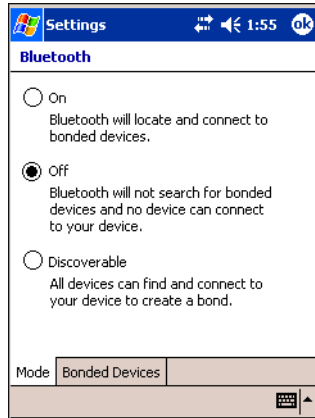 Settings 1:55 ok
Bluetooth
On
Bluetooth will locate and connect to
bonded devices.
Off
Bluetooth will not search for bonded
devices and no device can connect
to your device.
Discoverable
All devices can find and connect to
your device to create a bond.
Mode Bonded Devices